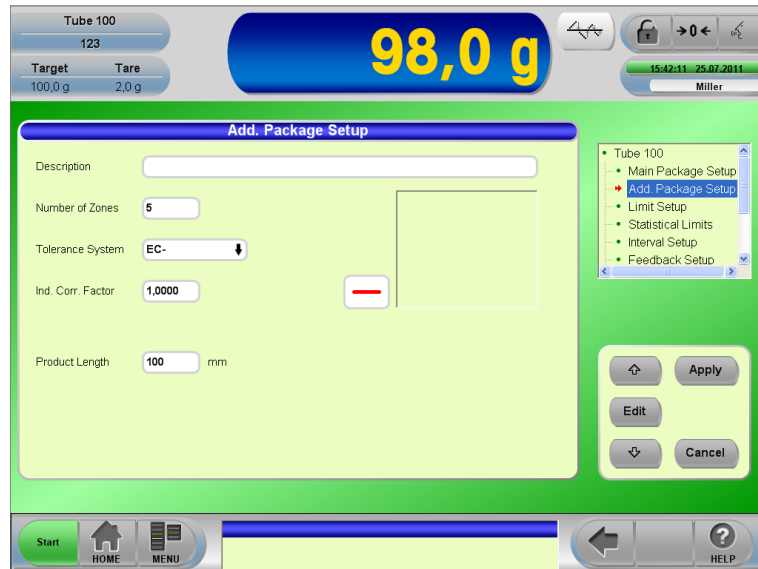 Tube 100
123
Target Tare
100,0 g 2,0 g
98,0 g
→0←
15:42:11 25.07.2011
Miller
Add. Package Setup
Description
Number of Zones 5
Tolerance System EC-
Ind. Corr. Factor 1,0000
Product Length 100 mm
Tube 100
Main Package Setup
Add. Package Setup
Limit Setup
Statistical Limits
Interval Setup
Feedback Setup
Apply
Edit
Cancel
Start
HOME
MENU
?
HELP